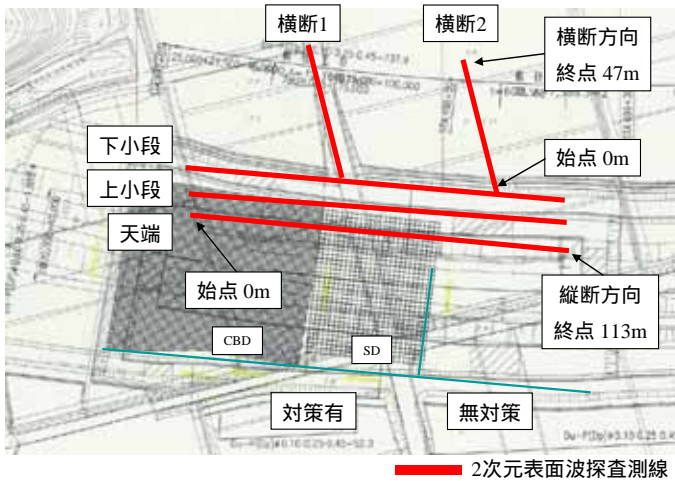 横断1
横断2
横断方向
終点 47m
下小段
始点 0m
上小段
天端
始点 0m
縦断方向
終点 113m
CBD
SD
対策有
無対策
2次元表面波探査測線